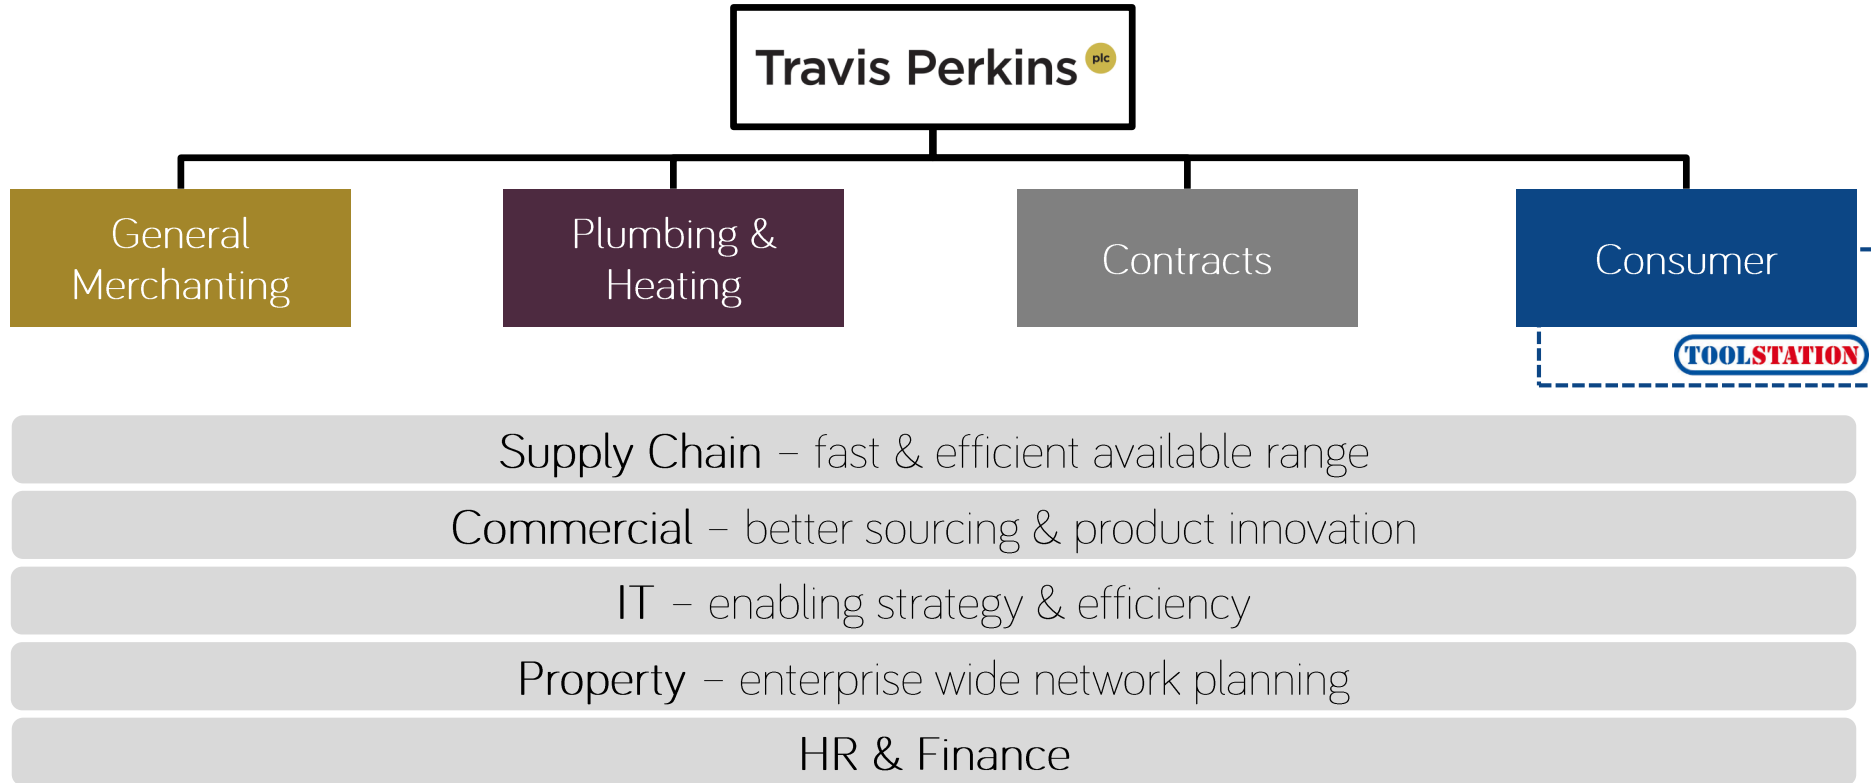 Travis Perkins plc
General
Merchanting
Plumbing &
Heating
Contracts
Consumer
TOOLSTATION
Supply Chain – fast & efficient available range
Commercial – better sourcing & product innovation
IT – enabling strategy & efficiency
Property – enterprise wide network planning
HR & Finance